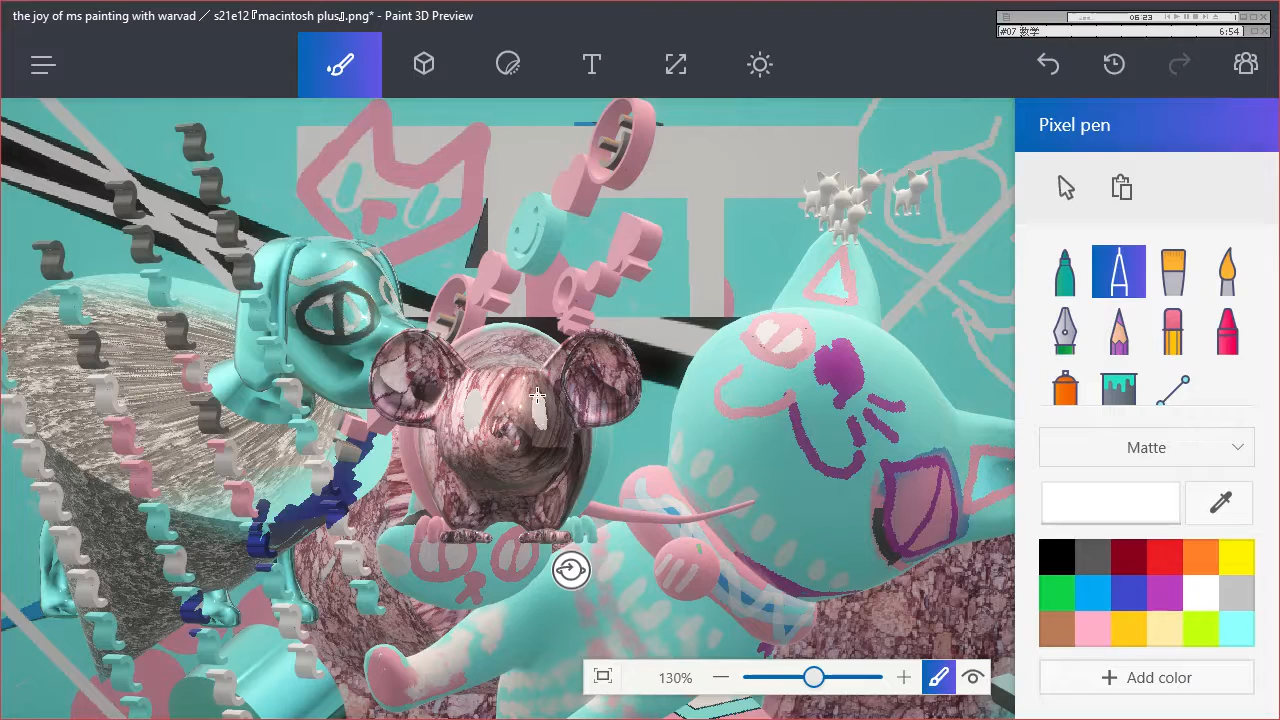 the joy of ms painting with warvad ／ s21e12『macintosh plus』.png* - Paint 3D Preview
06:23
#07 数学
6:54
T
Pixel pen
Matte
130%
Add color